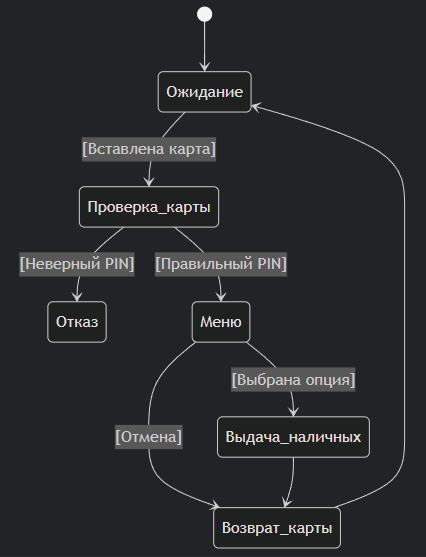 Ожидание
[Вставлена карта]
Проверка_карты
[Неверный PIN]
[Правильный PIN]
Отказ
Меню
[Выбрана опция]
[Отмена]
Выдача_наличных
Возврат_карты